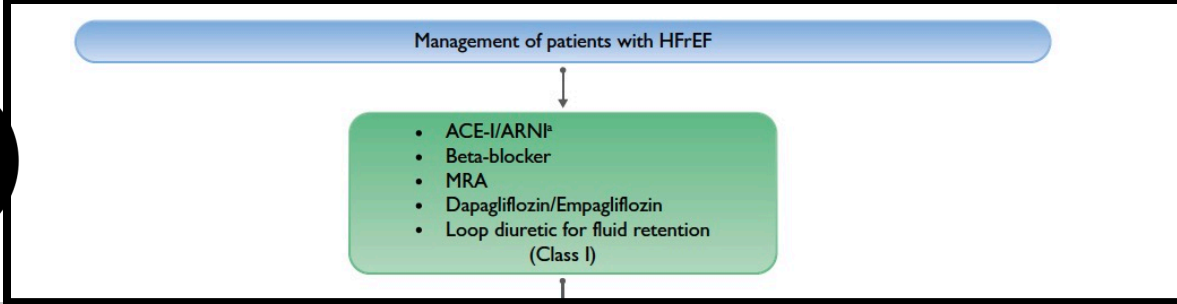 Management of patients with HFrEF
• ACE-I/ARNIᵃ
• Beta-blocker
• MRA
• Dapagliflozin/Empagliflozin
• Loop diuretic for fluid retention
(Class I)